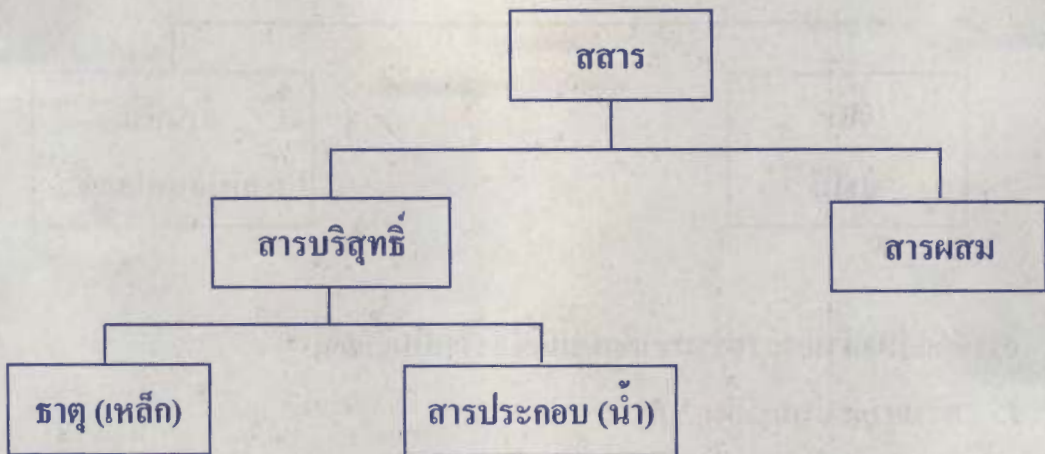 สสาร
สารบริสุทธิ์
สารผสม
ธาตุ (เหล็ก)
สารประกอบ (น้ำ)